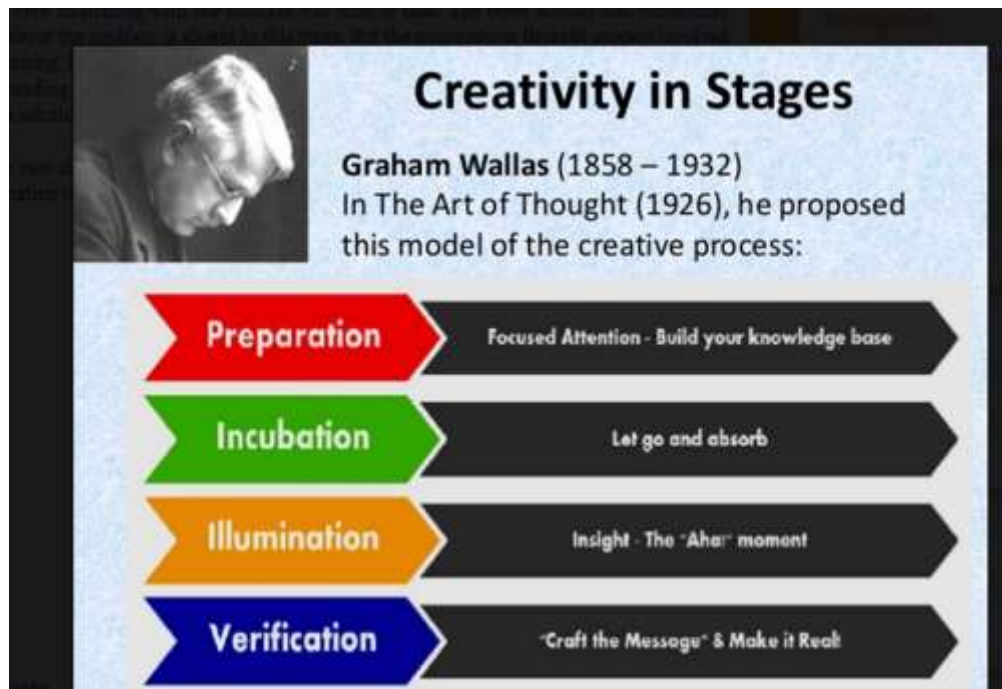 Creativity in Stages
Graham Wallas (1858 – 1932)
In The Art of Thought (1926), he proposed
this model of the creative process:
Preparation
Focused Attention - Build your knowledge base
Incubation
Let go and absorb
Illumination
Insight - The "Aha!" moment
Verification
"Craft the Message" & Make it Real!